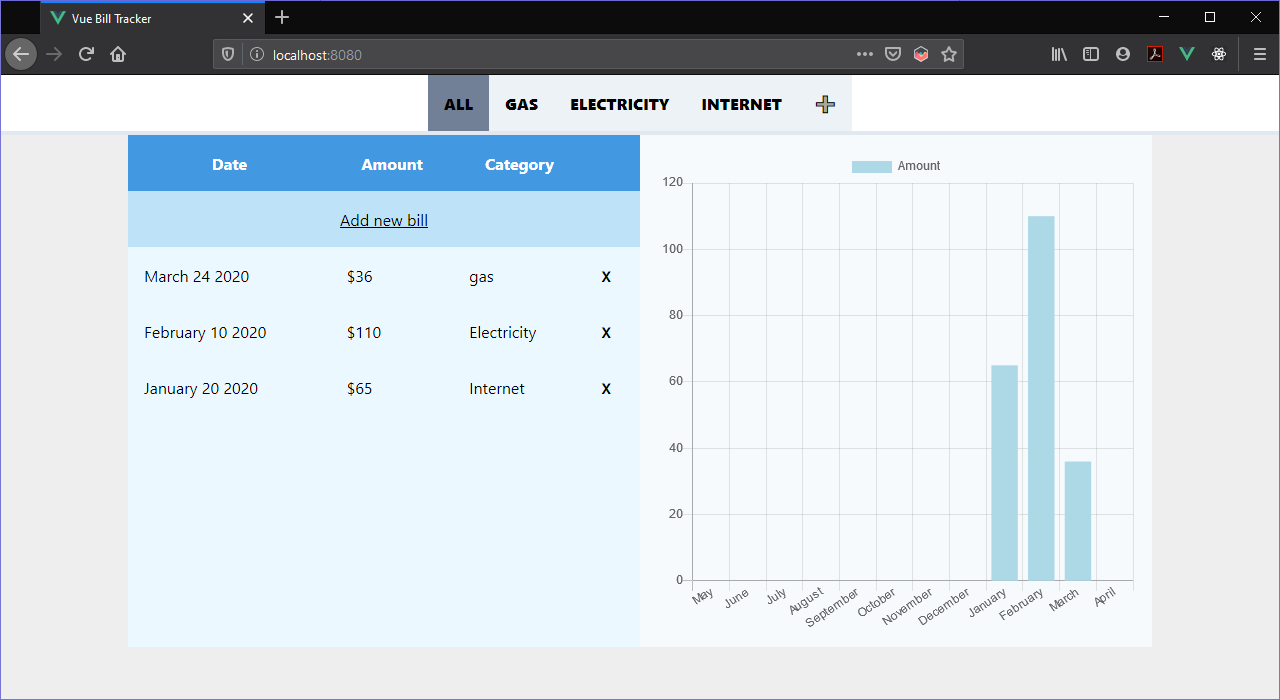 Vue Bill Tracker
localhost:8080
ALL GAS ELECTRICITY INTERNET
Date Amount Category
Add new bill
March 24 2020 $36 gas X
February 10 2020 $110 Electricity X
January 20 2020 $65 Internet X
Amount
120
100
80
60
40
20
0
May June July August September October November December January February March April